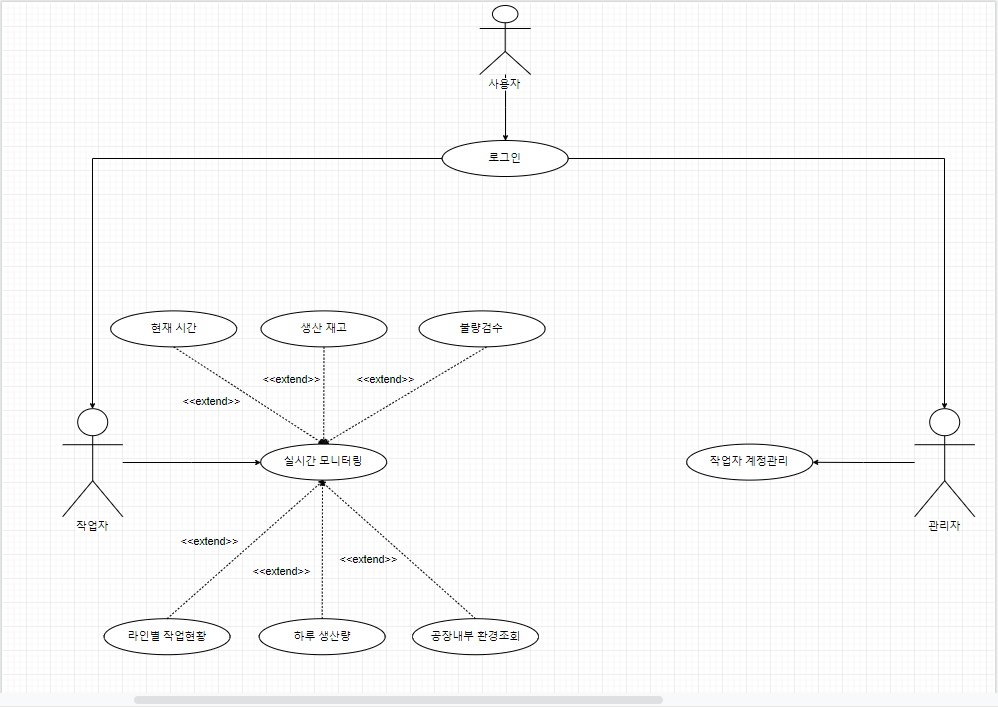 사용자
로그인
현재 시간
생산 재고
불량검수
<<extend>>
<<extend>>
<<extend>>
실시간 모니터링
작업자 계정관리
작업자
관리자
<<extend>>
<<extend>>
<<extend>>
라인별 작업현황
하루 생산량
공장내부 환경조회